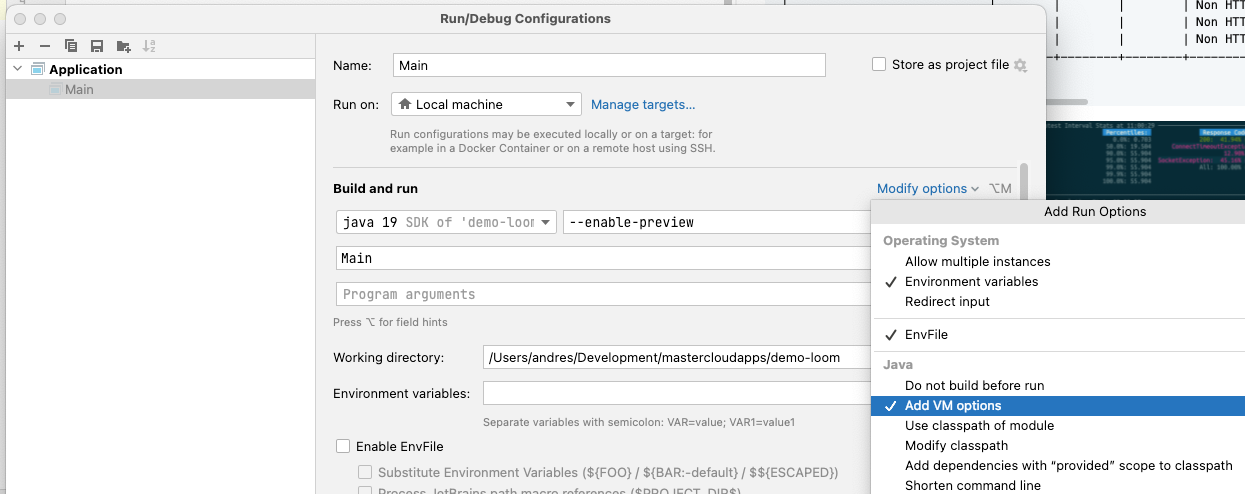 Run/Debug Configurations
Non HTT
Non HTT
Non HTT
Application
Main
Name:
Main
Store as project file
Run on:
Local machine
Manage targets...
Run configurations may be executed locally or on a target: for
example in a Docker Container or on a remote host using SSH.
Build and run
Modify options
⌥M
java 19 SDK of 'demo-loom
--enable-preview
Main
Program arguments
Press ⌥ for field hints
Working directory:
/Users/andres/Development/mastercloudapps/demo-loom
Environment variables:
Separate variables with semicolon: VAR=value; VAR1=value1
Enable EnvFile
Substitute Environment Variables (${FOO} / ${BAR:-default} / $${ESCAPED})
Process JetBrains path macro references ($PROJECT_DIR$)
Percentiles:
Response Cod
Add Run Options
Operating System
Allow multiple instances
Environment variables
Redirect input
EnvFile
Java
Do not build before run
Add VM options
Use classpath of module
Modify classpath
Add dependencies with “provided” scope to classpath
Shorten command line